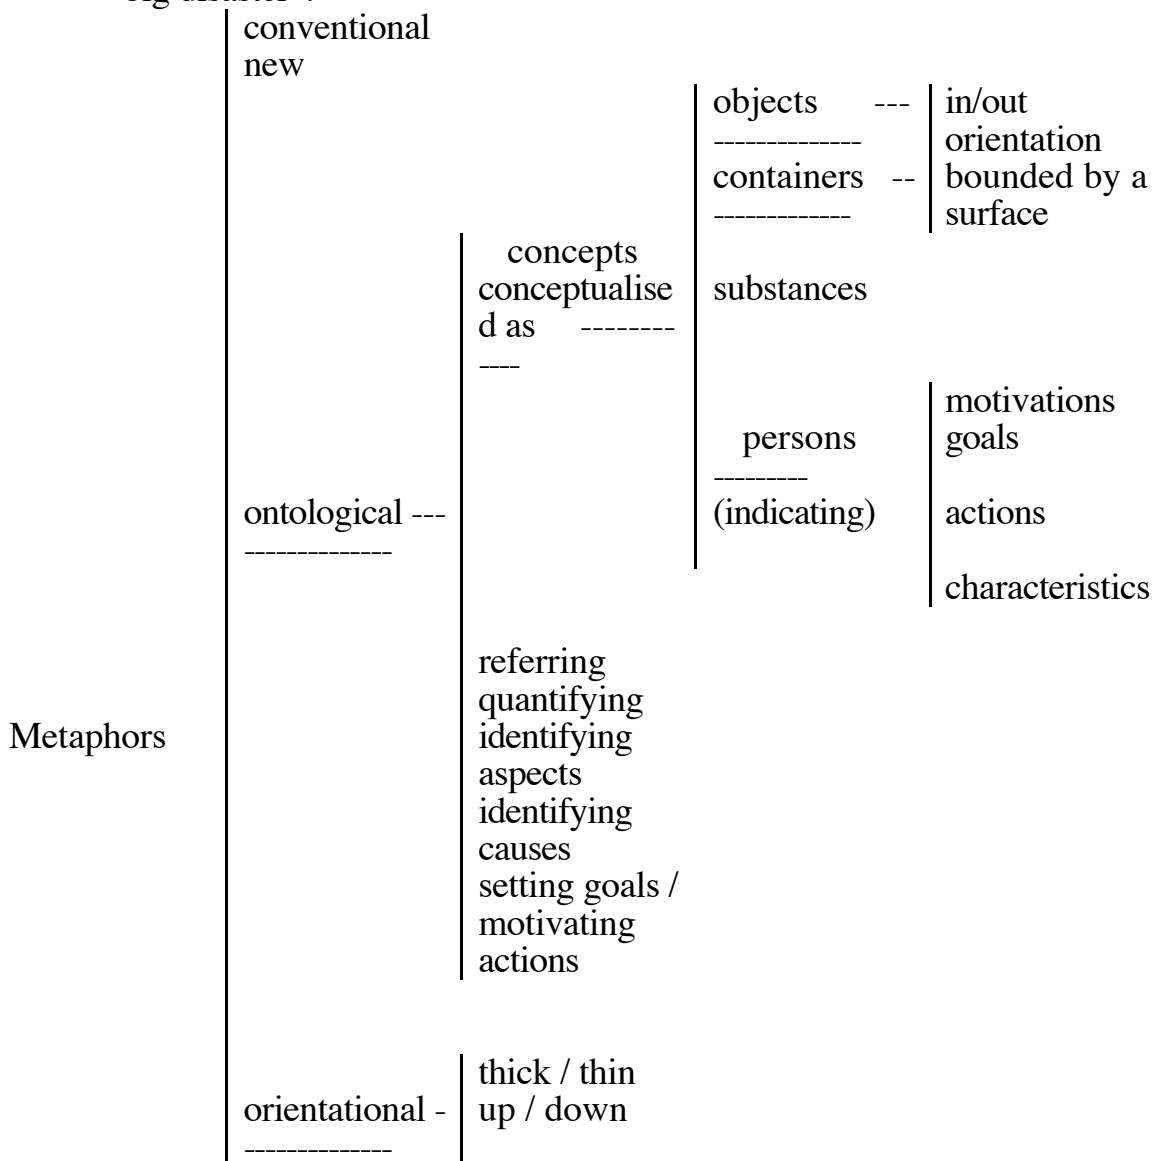 conventional
new
objects --- in/out
-------------- orientation
containers -- bounded by a
------------- surface
concepts
conceptualise substances
d as --------
----
motivations
persons goals
---------
ontological --- (indicating) actions
--------------
characteristics
referring
quantifying
Metaphors identifying
aspects
identifying
causes
setting goals /
motivating
actions
thick / thin
orientational - up / down
--------------